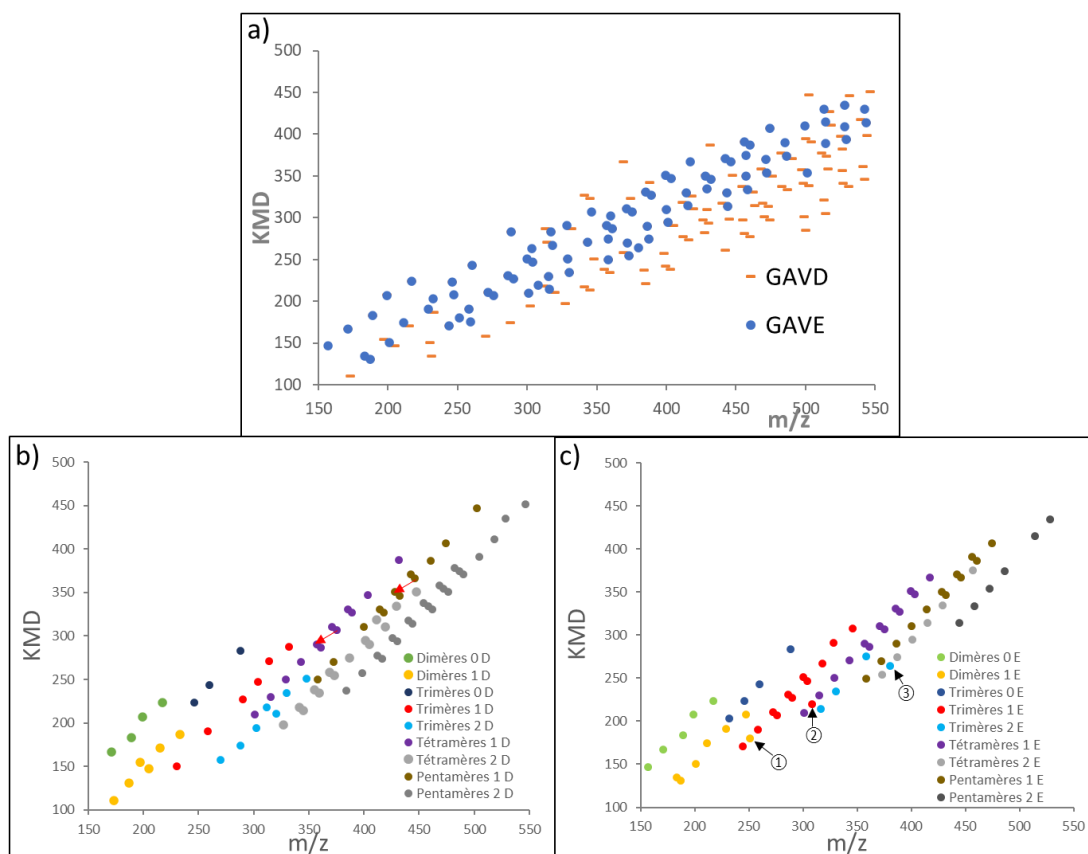 a)
500
450
400
350
300
250
200
150
100
KMD
GAVD
GAVE
150 200 250 300 350 400 450 500 550
m/z
b)
500
450
400
350
300
250
200
150
100
KMD
Dimères 0 D
Dimères 1 D
Trimères 0 D
Trimères 1 D
Trimères 2 D
Tétramères 1 D
Tétramères 2 D
Pentamères 1 D
Pentamères 2 D
150 200 250 300 350 400 450 500 550
m/z
c)
500
450
400
350
300
250
200
150
100
KMD
①
②
③
Dimères 0 E
Dimères 1 E
Trimères 0 E
Trimères 1 E
Trimères 2 E
Tétramères 1 E
Tétramères 2 E
Pentamères 1 E
Pentamères 2 E
150 200 250 300 350 400 450 500 550
m/z